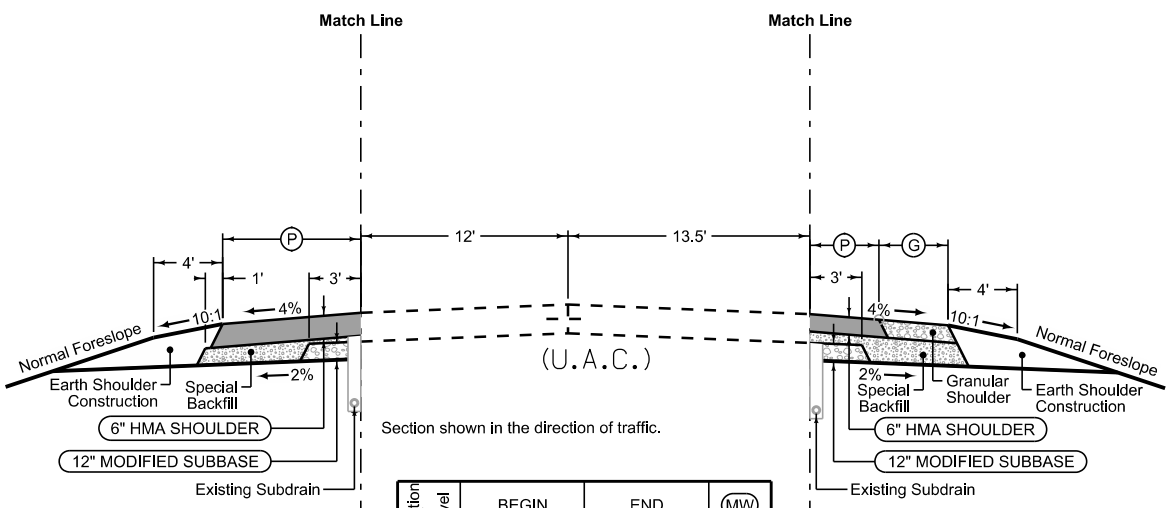 Match Line
Match Line
P
12'
13.5'
P
G
4'
1'
3'
3'
4'
10:1
4%
4%
10:1
Normal Foreslope
Normal Foreslope
(U.A.C.)
2%
2%
Earth Shoulder
Construction
Special
Backfill
Special
Backfill
Granular
Shoulder
Earth Shoulder
Construction
6" HMA SHOULDER
Section shown in the direction of traffic.
6" HMA SHOULDER
12" MODIFIED SUBBASE
12" MODIFIED SUBBASE
Existing Subdrain
Existing Subdrain
BEGIN
END
MW